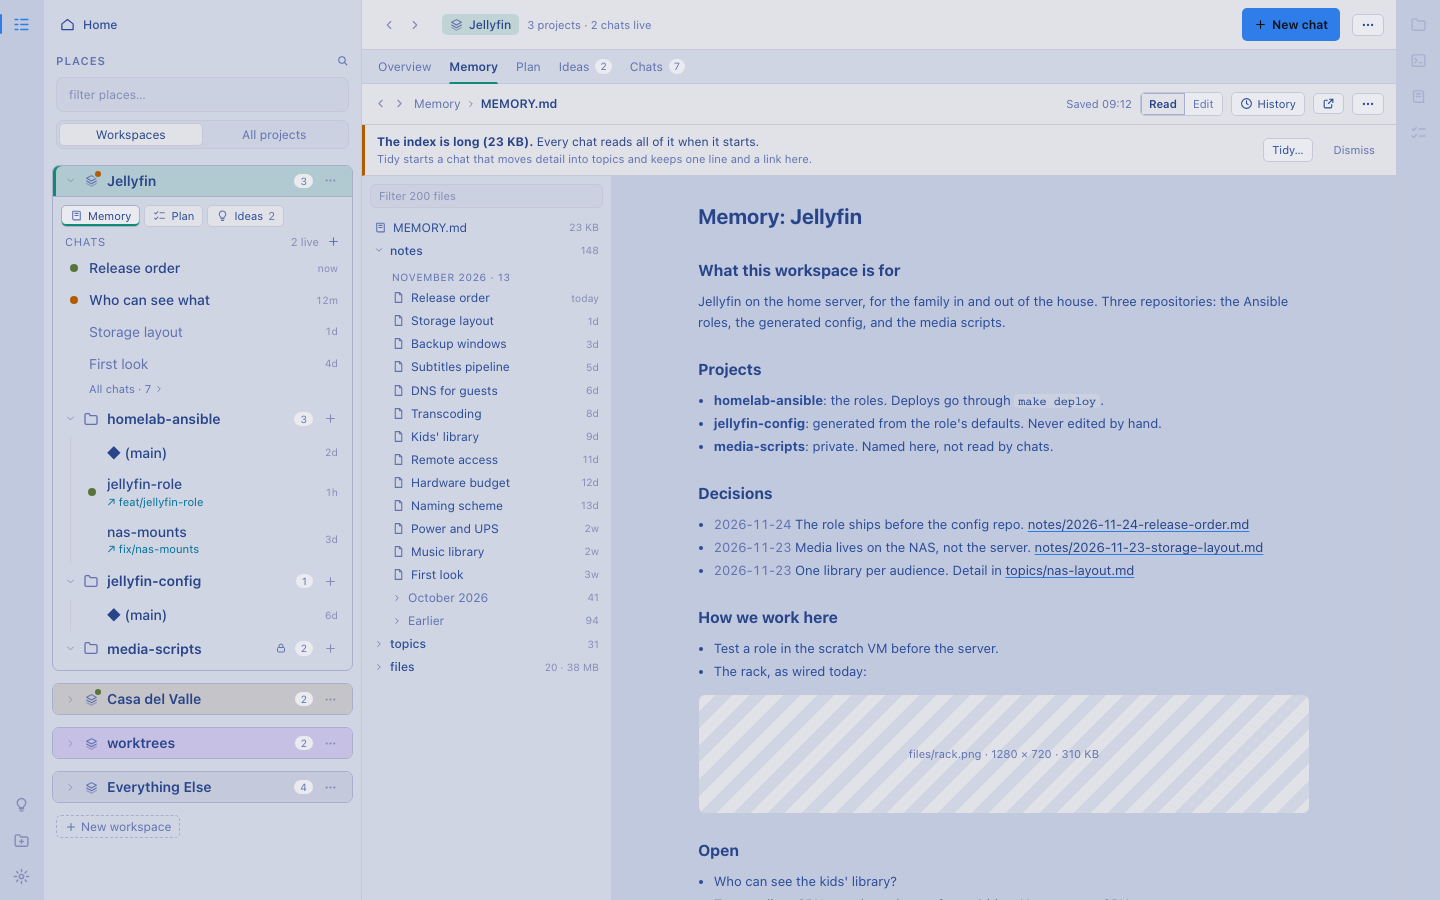 Home
PLACES
filter places...
Workspaces
All projects
Jellyfin
3
Memory
Plan
Ideas 2
CHATS
2 live
Release order
now
Who can see what
12m
Storage layout
1d
First look
4d
All chats · 7
homelab-ansible
3
(main)
2d
jellyfin-role
1h
feat/jellyfin-role
nas-mounts
3d
fix/nas-mounts
jellyfin-config
1
(main)
6d
media-scripts
2
Casa del Valle
2
worktrees
2
Everything Else
4
New workspace
Jellyfin
3 projects · 2 chats live
New chat
Overview
Memory
Plan
Ideas 2
Chats 7
Memory
MEMORY.md
Saved 09:12
Read
Edit
History
The index is long (23 KB). Every chat reads all of it when it starts.
Tidy starts a chat that moves detail into topics and keeps one line and a link here.
Tidy...
Dismiss
Filter 200 files
MEMORY.md
23 KB
notes
148
NOVEMBER 2026 · 13
Release order
today
Storage layout
1d
Backup windows
3d
Subtitles pipeline
5d
DNS for guests
6d
Transcoding
8d
Kids' library
9d
Remote access
11d
Hardware budget
12d
Naming scheme
13d
Power and UPS
2w
Music library
2w
First look
3w
October 2026
41
Earlier
94
topics
31
files
20 · 38 MB
Memory: Jellyfin
What this workspace is for
Jellyfin on the home server, for the family in and out of the house. Three repositories: the Ansible
roles, the generated config, and the media scripts.
Projects
• homelab-ansible: the roles. Deploys go through make deploy.
• jellyfin-config: generated from the role's defaults. Never edited by hand.
• media-scripts: private. Named here, not read by chats.
Decisions
• 2026-11-24 The role ships before the config repo. notes/2026-11-24-release-order.md
• 2026-11-23 Media lives on the NAS, not the server. notes/2026-11-23-storage-layout.md
• 2026-11-23 One library per audience. Detail in topics/nas-layout.md
How we work here
• Test a role in the scratch VM before the server.
• The rack, as wired today:
files/rack.png · 1280 × 720 · 310 KB
Open
• Who can see the kids' library?